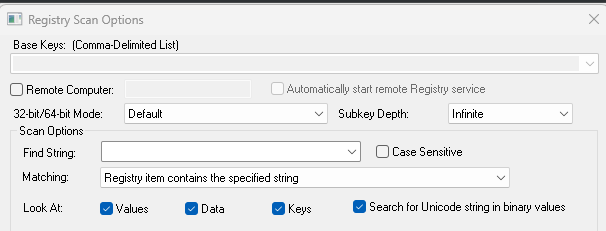 Registry Scan Options
Base Keys: (Comma-Delimited List)
Remote Computer: Automatically start remote Registry service
32-bit/64-bit Mode: Default Subkey Depth: Infinite
Scan Options
Find String: Case Sensitive
Matching: Registry item contains the specified string
Look At: Values Data Keys Search for Unicode string in binary values